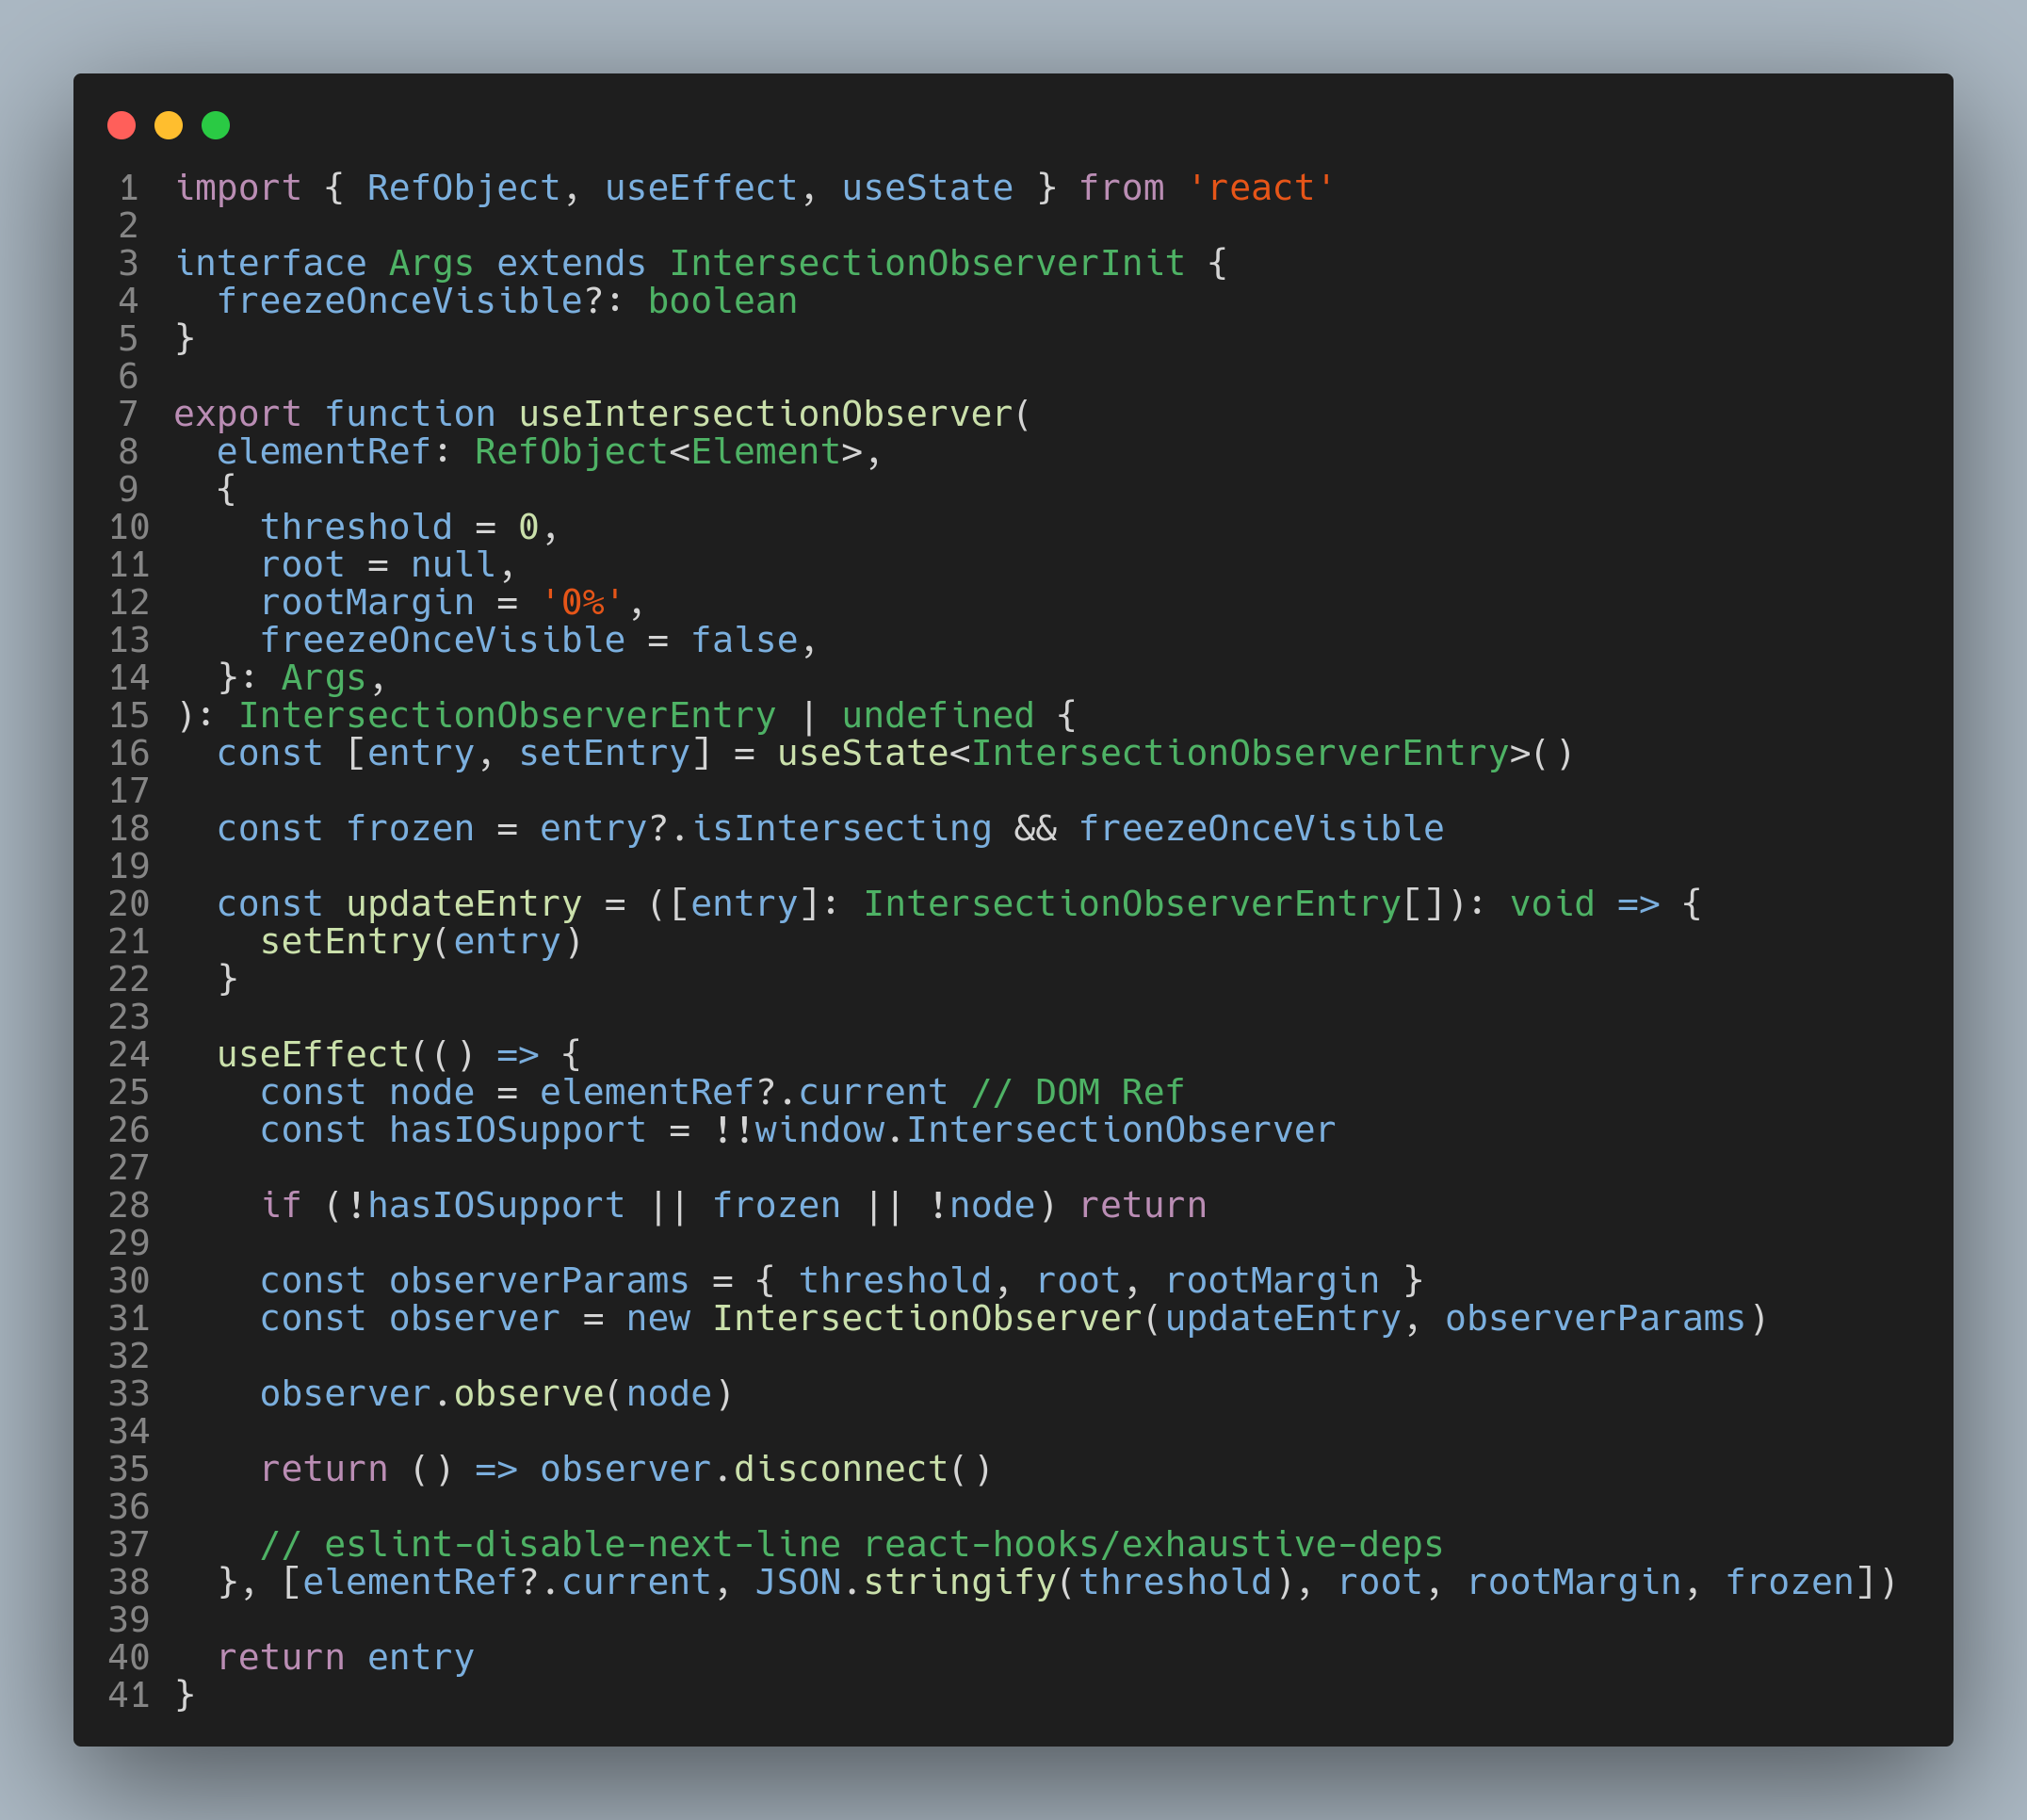 1 import { RefObject, useEffect, useState } from 'react'
2
3 interface Args extends IntersectionObserverInit {
4   freezeOnceVisible?: boolean
5 }
6
7 export function useIntersectionObserver(
8   elementRef: RefObject<Element>,
9   {
10     threshold = 0,
11     root = null,
12     rootMargin = '0%',
13     freezeOnceVisible = false,
14   }: Args,
15 ): IntersectionObserverEntry | undefined {
16   const [entry, setEntry] = useState<IntersectionObserverEntry>()
17
18   const frozen = entry?.isIntersecting && freezeOnceVisible
19
20   const updateEntry = ([entry]: IntersectionObserverEntry[]): void => {
21     setEntry(entry)
22   }
23
24   useEffect(() => {
25     const node = elementRef?.current // DOM Ref
26     const hasIOSupport = !!window.IntersectionObserver
27
28     if (!hasIOSupport || frozen || !node) return
29
30     const observerParams = { threshold, root, rootMargin }
31     const observer = new IntersectionObserver(updateEntry, observerParams)
32
33     observer.observe(node)
34
35     return () => observer.disconnect()
36
37     // eslint-disable-next-line react-hooks/exhaustive-deps
38   }, [elementRef?.current, JSON.stringify(threshold), root, rootMargin, frozen])
39
40   return entry
41 }